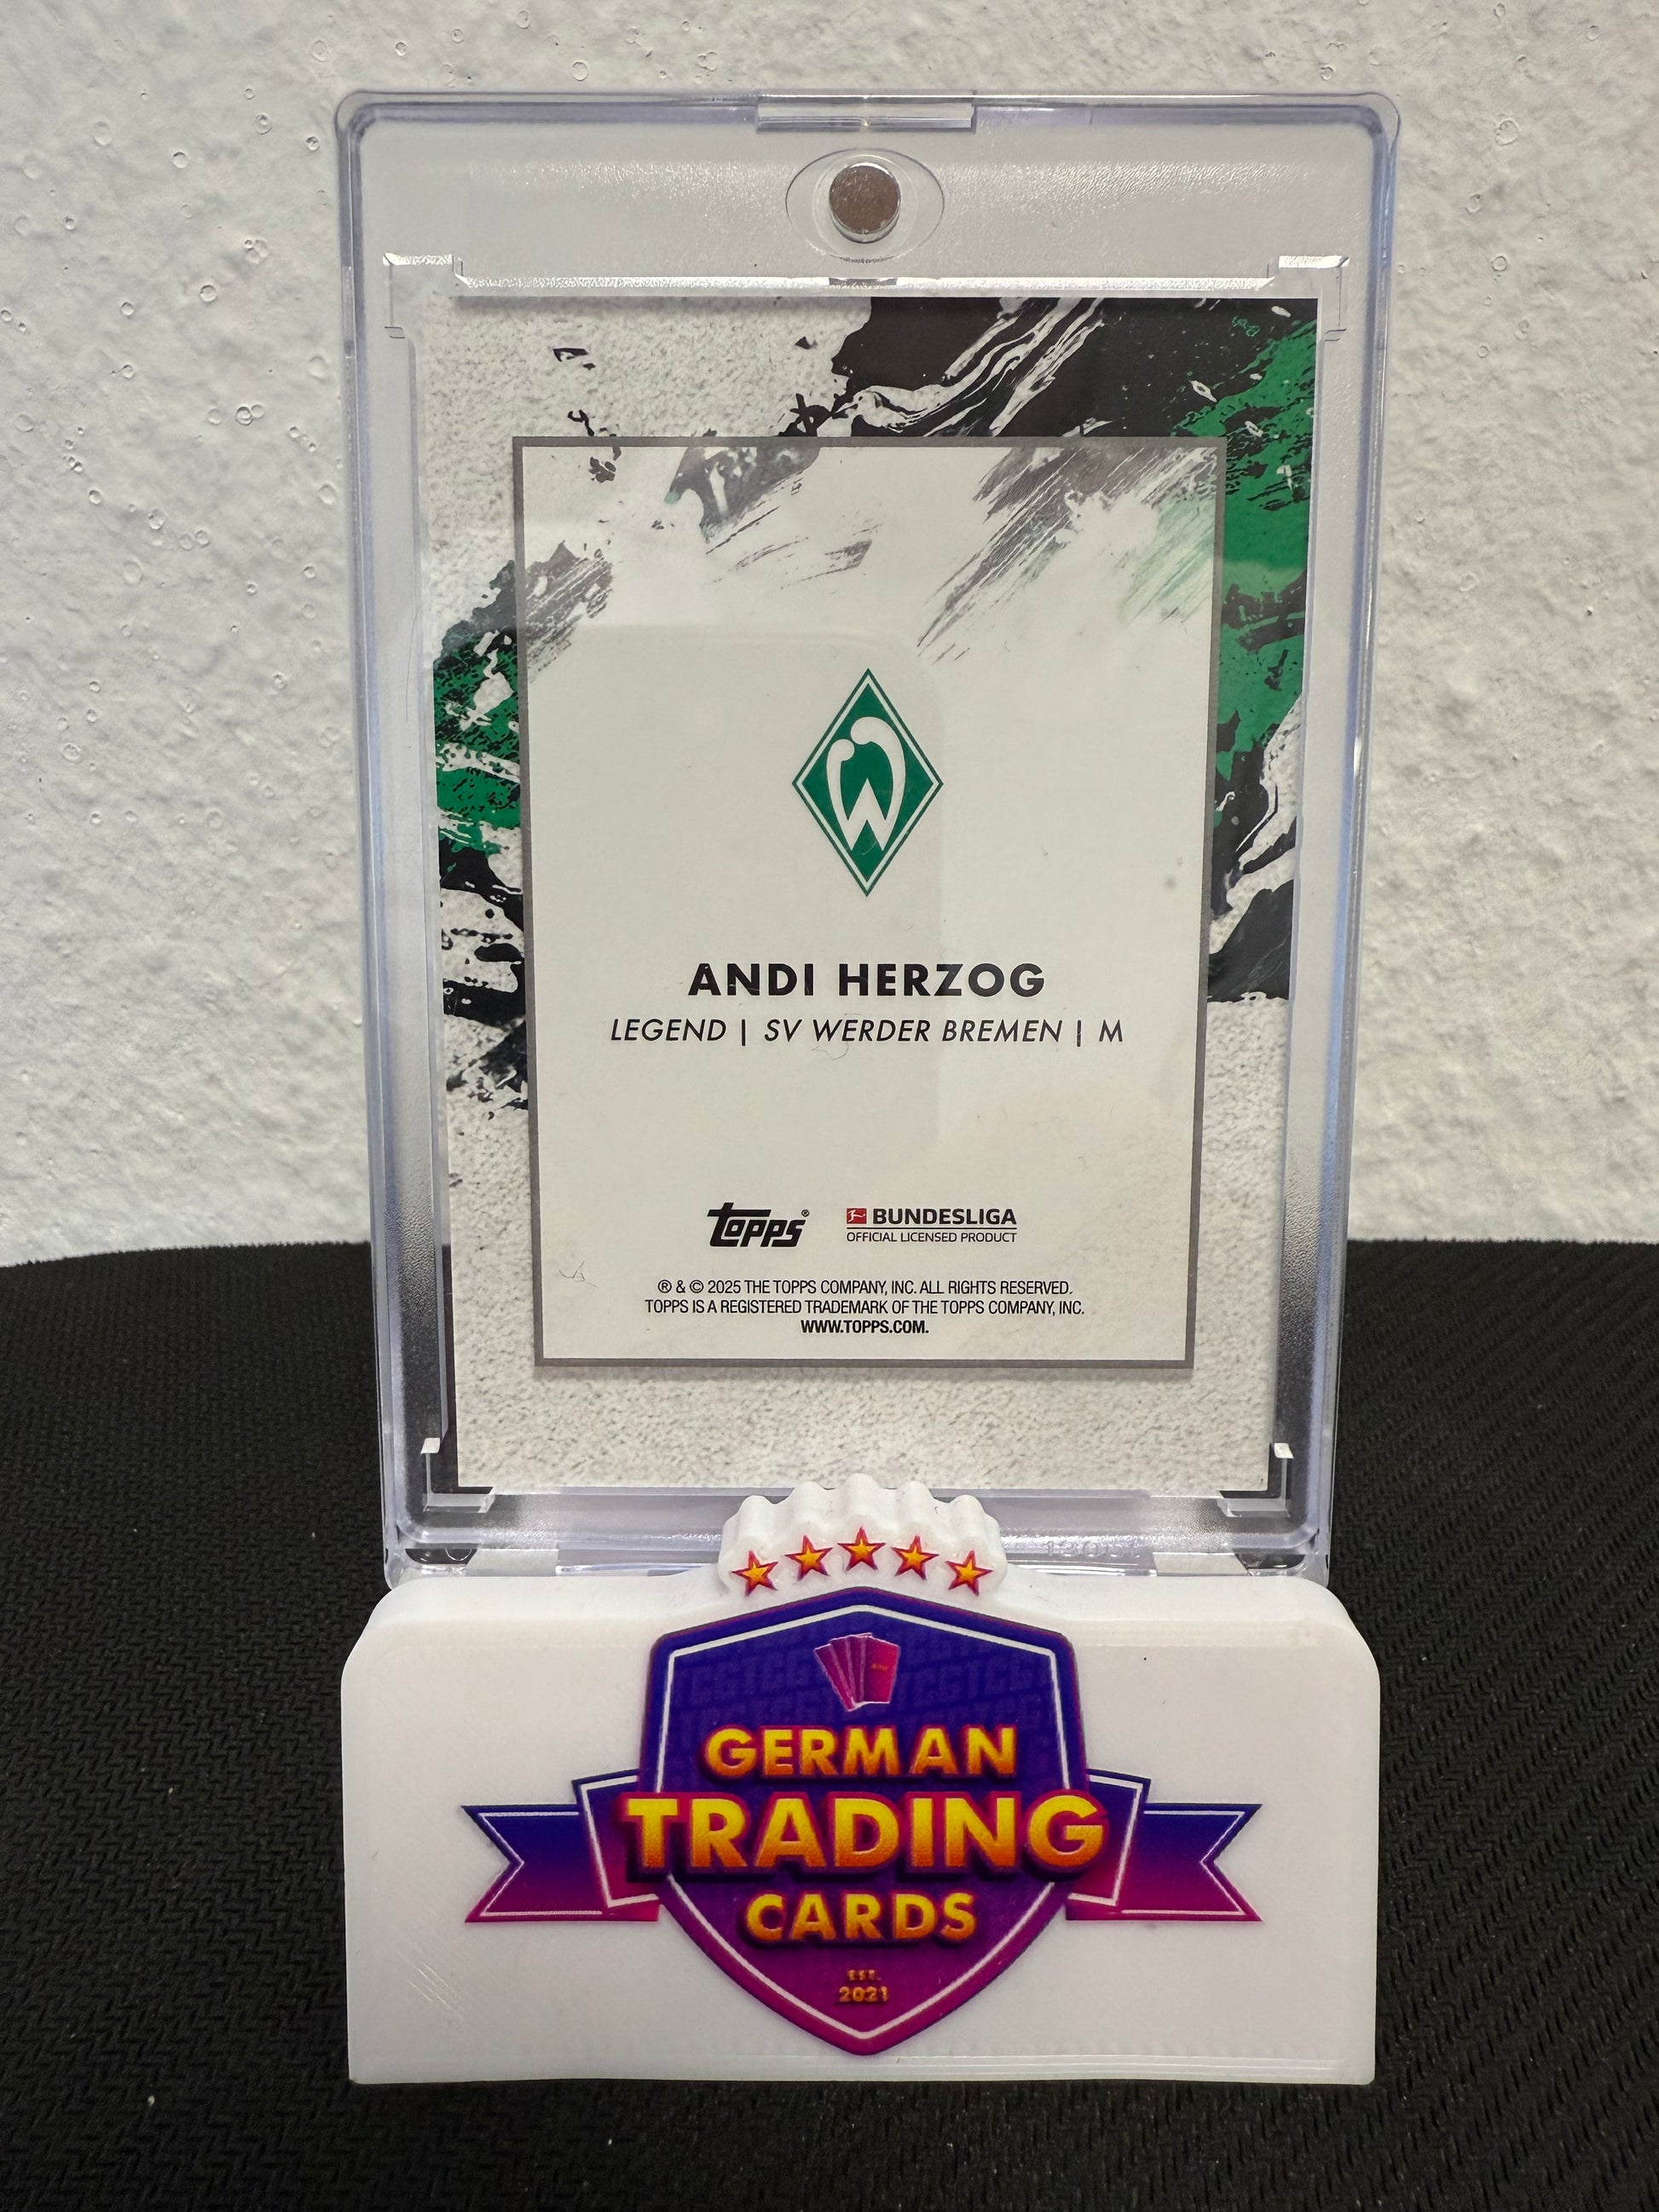 ANDI HERZOG
LEGEND | SV WERDER BREMEN | M
topps®
BUNDESLIGA
OFFICIAL LICENSED PRODUCT
® & © 2025 THE TOPPS COMPANY, INC. ALL RIGHTS RESERVED.
TOPPS IS A REGISTERED TRADEMARK OF THE TOPPS COMPANY, INC.
WWW.TOPPS.COM.
GERMAN
TRADING
CARDS
EST.
2021